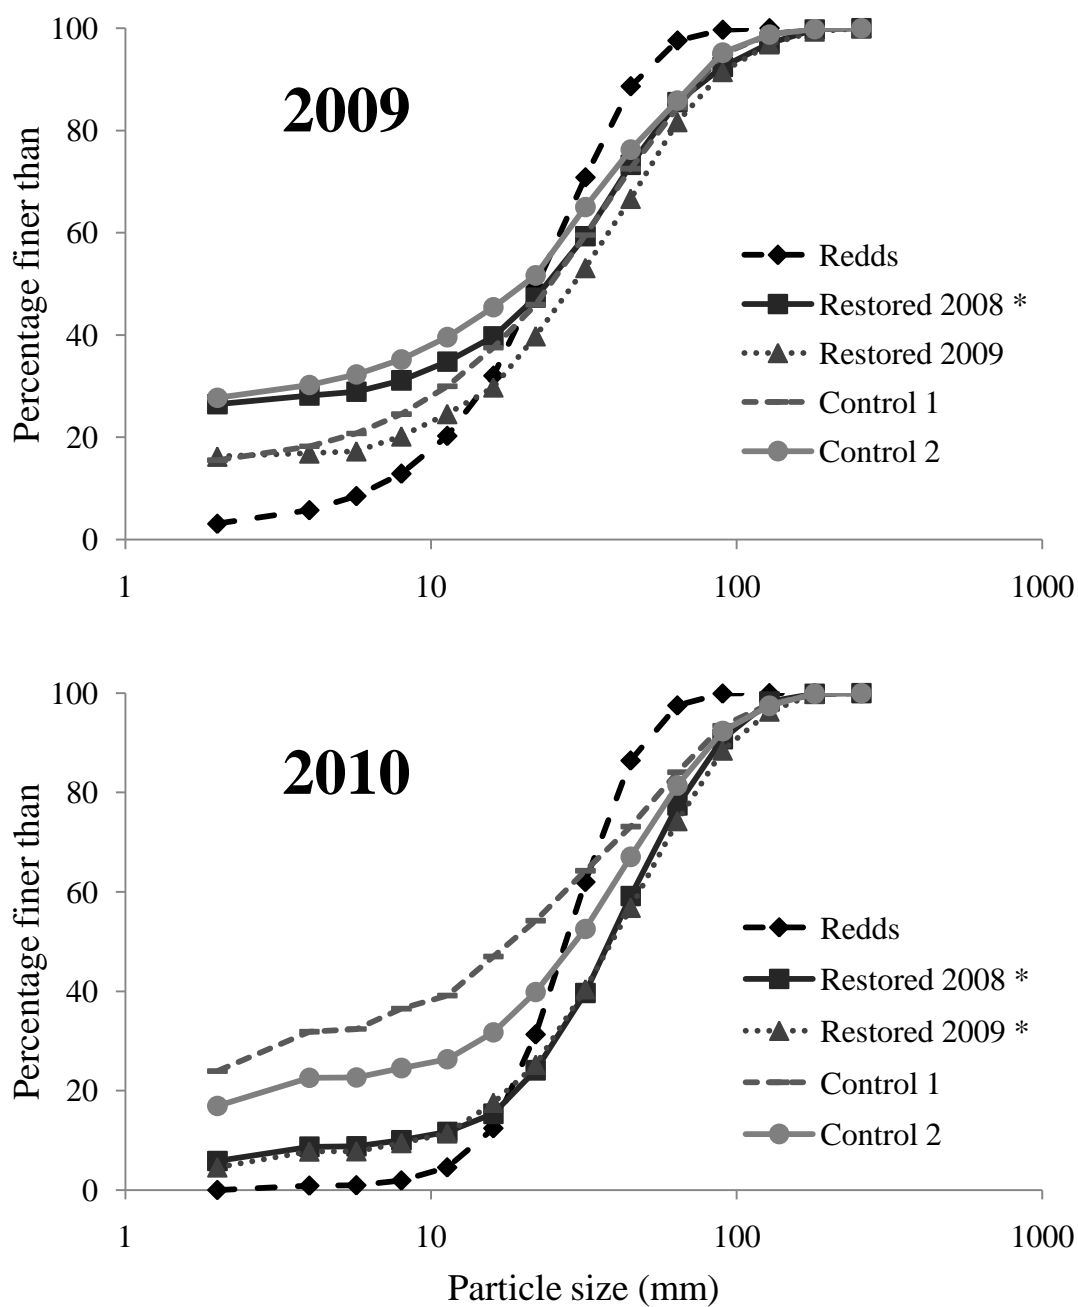 100
2009
80
60
40
20
0
Percentage finer than
Redds
Restored 2008 *
Restored 2009
Control 1
Control 2
1
10
100
1000
100
2010
80
60
40
20
0
Percentage finer than
Redds
Restored 2008 *
Restored 2009 *
Control 1
Control 2
1
10
100
1000
Particle size (mm)